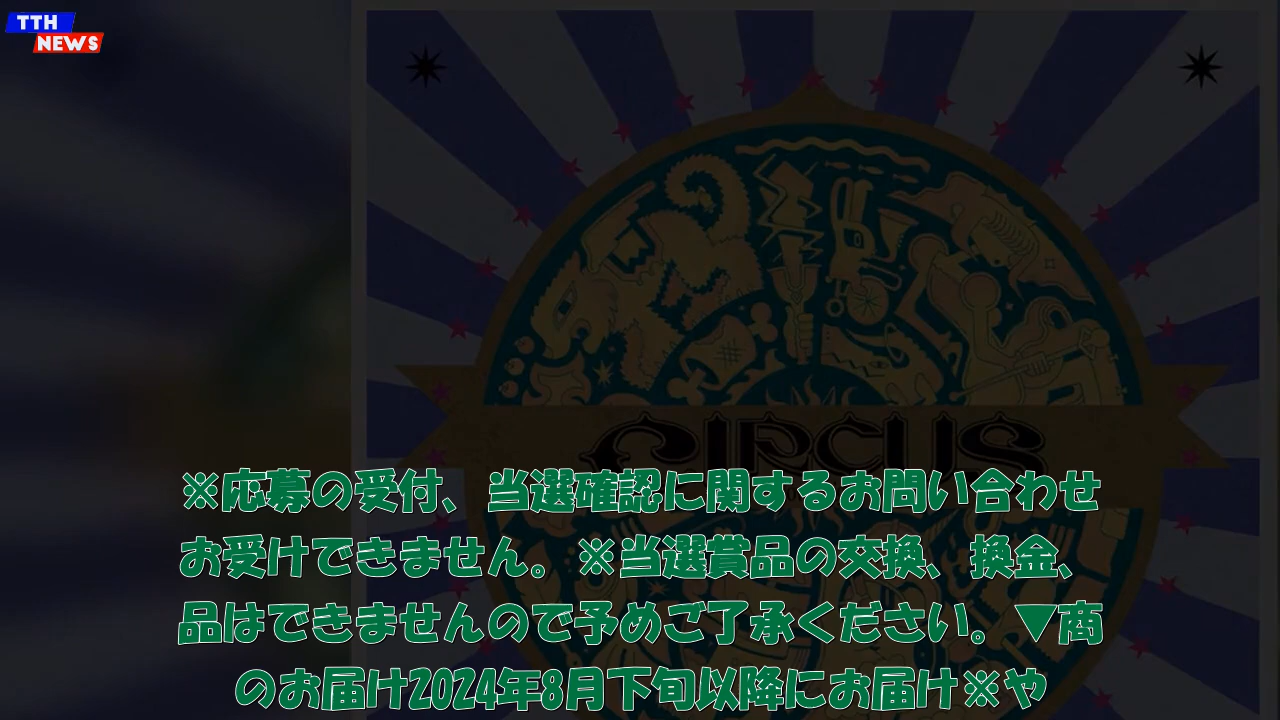 TTH
NEWS
CIRCUS
※応募の受付、当選確認に関するお問い合わせ
お受けできません。※当選賞品の交換、換金、
品はできませんので予めご了承ください。▼商
のお届け2024年8月下旬以降にお届け※や